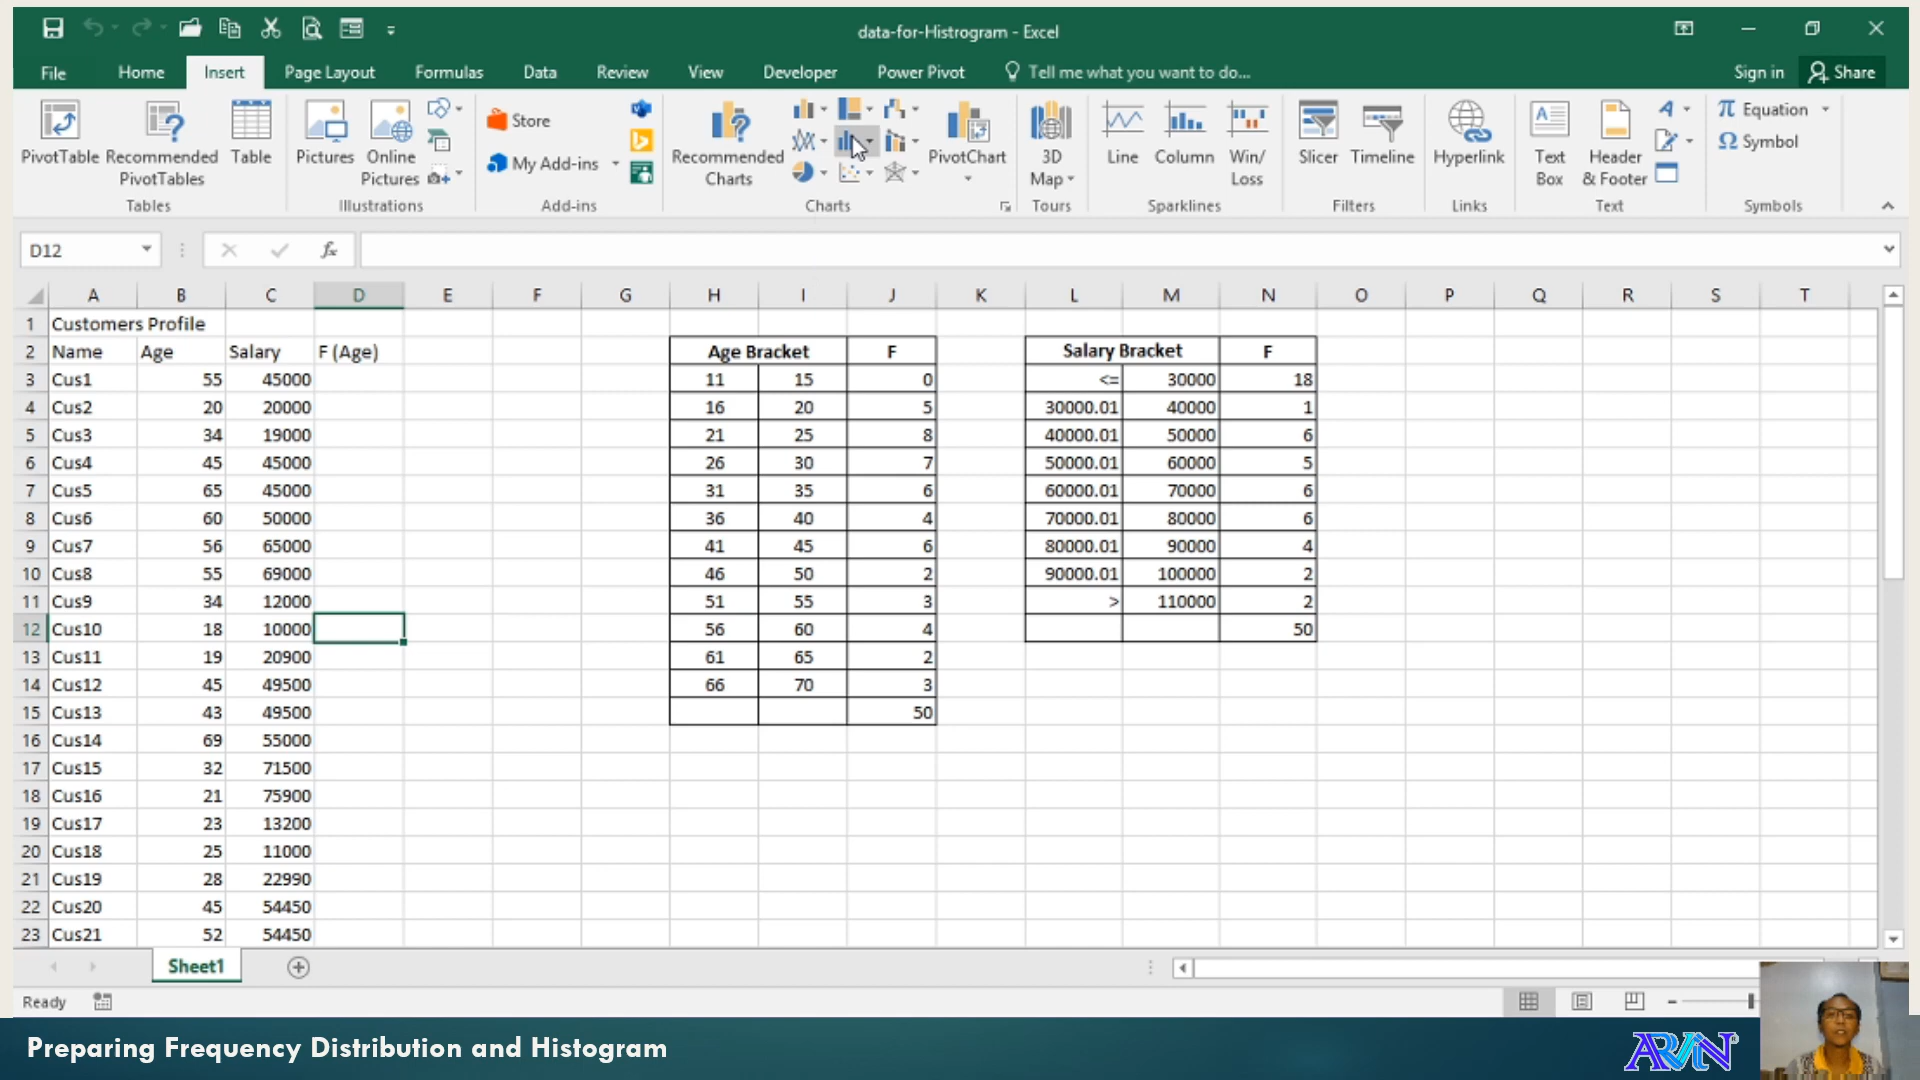 data-for-Histrogram - Excel
File Home Insert Page Layout Formulas Data Review View Developer Power Pivot Tell me what you want to do... Sign in Share
PivotTable Recommended PivotTables Table
Tables
Pictures Online Pictures
Illustrations
Store
My Add-ins
Add-ins
Recommended Charts
PivotChart
Charts
3D Map
Tours
Line Column Win/Loss
Sparklines
Slicer Timeline
Filters
Hyperlink
Links
Text Box Header & Footer
Text
π Equation
Ω Symbol
Symbols
D12 fx
A B C D E F G H I J K L M N O P Q R S T
1 Customers Profile
2 Name Age Salary F (Age) Age Bracket F Salary Bracket F
3 Cus1 55 45000 11 15 0 <= 30000 18
4 Cus2 20 20000 16 20 5 30000.01 40000 1
5 Cus3 34 19000 21 25 8 40000.01 50000 6
6 Cus4 45 45000 26 30 7 50000.01 60000 5
7 Cus5 65 45000 31 35 6 60000.01 70000 6
8 Cus6 60 50000 36 40 4 70000.01 80000 6
9 Cus7 56 65000 41 45 6 80000.01 90000 4
10 Cus8 55 69000 46 50 2 90000.01 100000 2
11 Cus9 34 12000 51 55 3 > 110000 2
12 Cus10 18 10000 56 60 4 50
13 Cus11 19 20900 61 65 2
14 Cus12 45 49500 66 70 3
15 Cus13 43 49500 50
16 Cus14 69 55000
17 Cus15 32 71500
18 Cus16 21 75900
19 Cus17 23 13200
20 Cus18 25 11000
21 Cus19 28 22990
22 Cus20 45 54450
23 Cus21 52 54450
Sheet1
Ready
Preparing Frequency Distribution and Histogram
ARVIN®